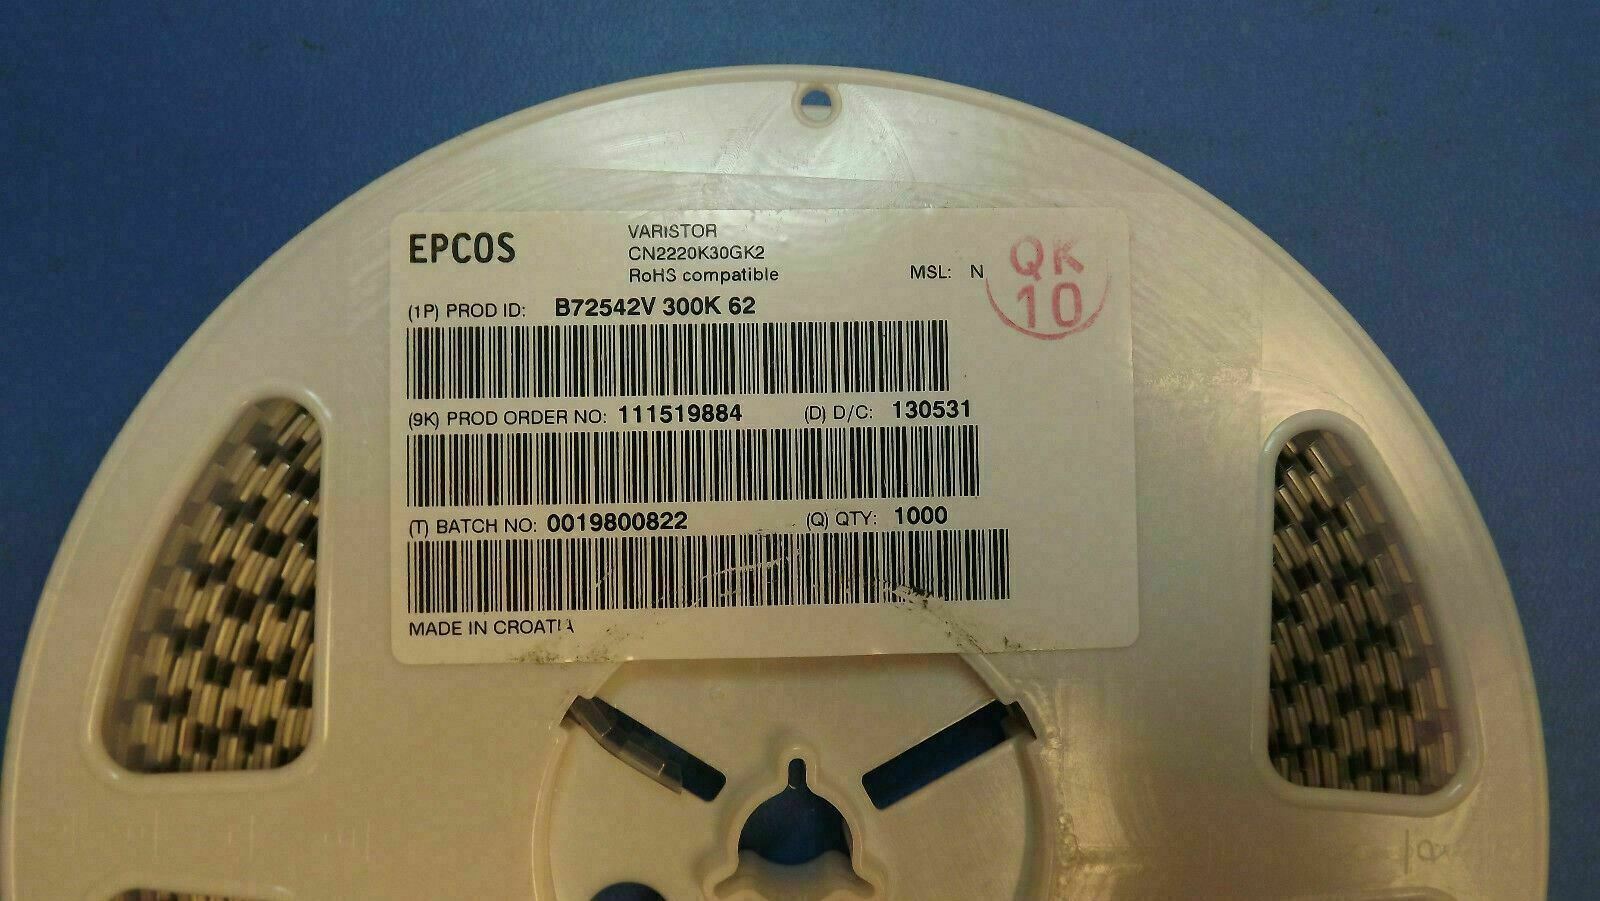 EPCOS
VARISTOR
CN2220K30GK2
RoHS compatible
MSL: N
QK
10
(1P) PROD ID: B72542V 300K 62
(9K) PROD ORDER NO: 111519884 (D) D/C: 130531
(T) BATCH NO: 0019800822 (Q) QTY: 1000
MADE IN CROATIA